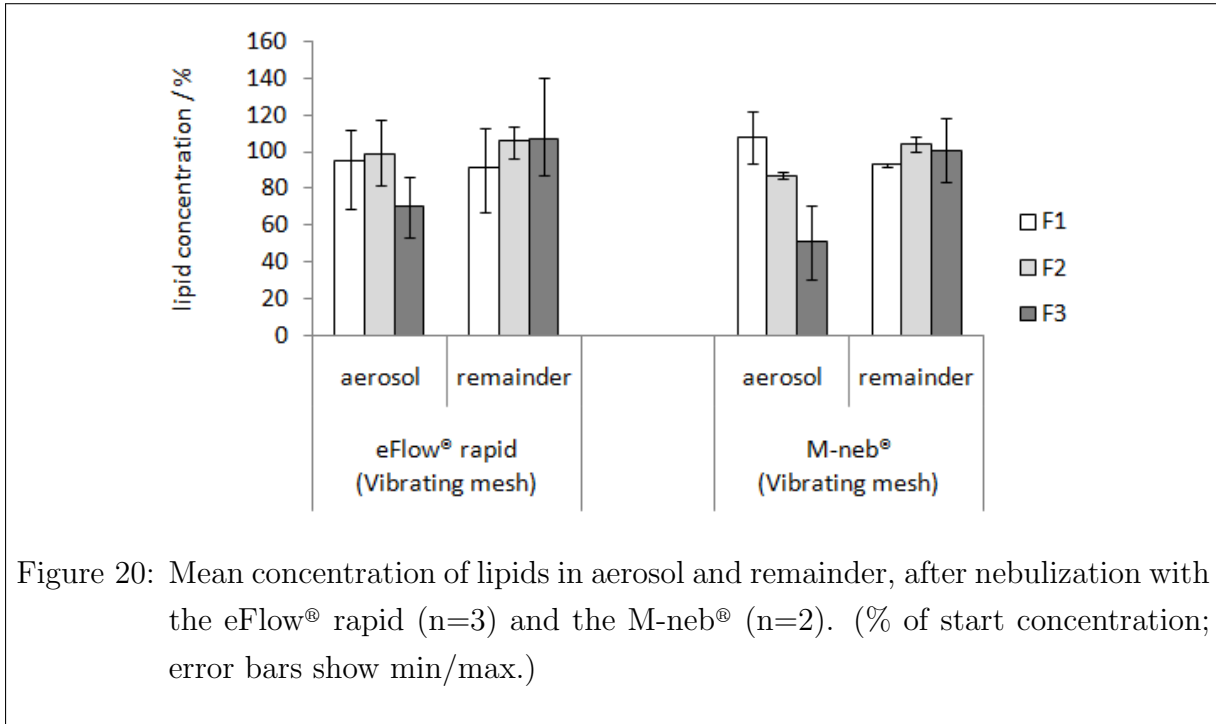 160
140
120
100
80
60
40
20
0
lipid concentration / %
aerosol remainder aerosol remainder
eFlow® rapid M-neb®
(Vibrating mesh) (Vibrating mesh)
F1
F2
F3
Figure 20: Mean concentration of lipids in aerosol and remainder, after nebulization with
the eFlow® rapid (n=3) and the M-neb® (n=2). (% of start concentration;
error bars show min/max.)